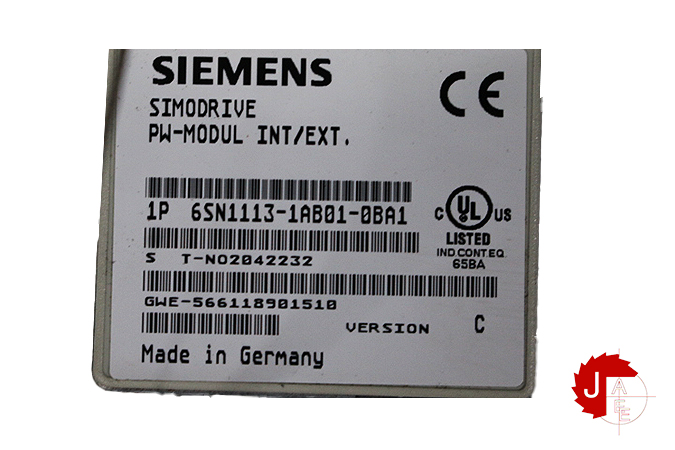 SIEMENS
SIMODRIVE
PW-MODUL INT/EXT.
CE
1P 6SN1113-1AB01-0BA1
C UL US
LISTED
IND.CONT.EQ.
65BA
S T-N02042232
GWE-566118901510
VERSION C
Made in Germany
J